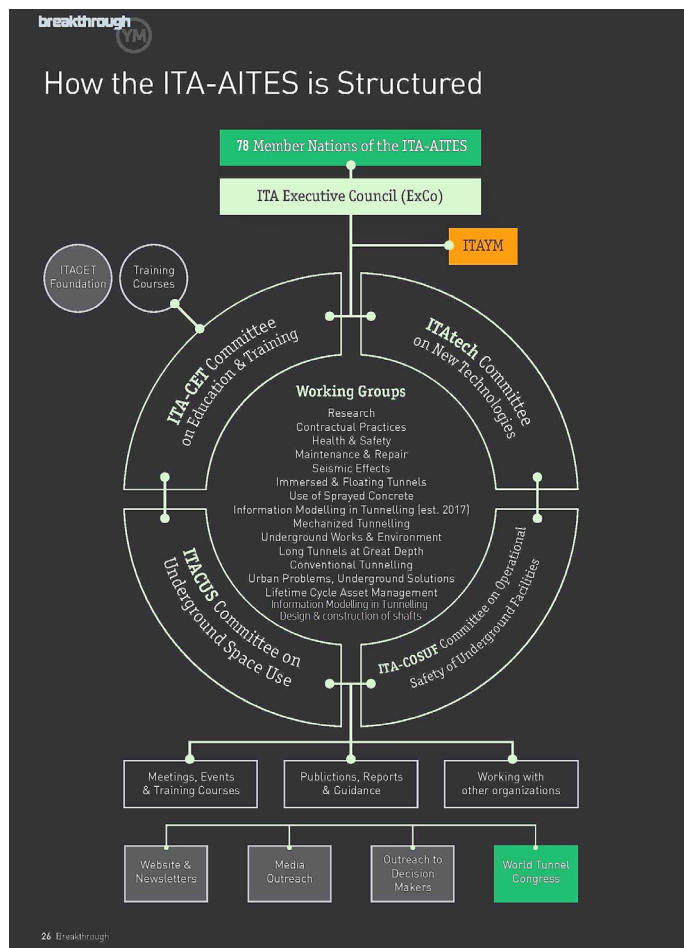 breakthrough
YM
How the ITA-AITES is Structured
78 Member Nations of the ITA-AITES
ITA Executive Council (ExCo)
ITAYM
ITACET
Foundation
Training
Courses
ITA-CET Committee
on Education & Training
ITAtech Committee
on New Technologies
Working Groups
Research
Contractual Practices
Health & Safety
Maintenance & Repair
Seismic Effects
Immersed & Floating Tunnels
Use of Sprayed Concrete
Information Modelling in Tunnelling (est. 2017)
Mechanized Tunnelling
Underground Works & Environment
Long Tunnels at Great Depth
Conventional Tunnelling
Urban Problems, Underground Solutions
Lifetime Cycle Asset Management
Information Modelling in Tunnelling
Design & construction of shafts
ITACUS Committee on
Underground Space Use
ITA-COSUF Committee on Operational
Safety of Underground Facilities
Meetings, Events
& Training Courses
Publictions, Reports
& Guidance
Working with
other organizations
Website &
Newsletters
Media
Outreach
Outreach to
Decision
Makers
World Tunnel
Congress
26 Breakthrough